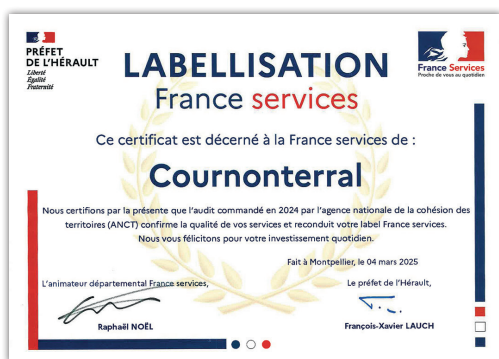 PRÉFET
DE L'HÉRAULT
Liberté
Égalité
Fraternité
France Services
Proche de vous au quotidien
LABELLISATION
France services
Ce certificat est décerné à la France services de :
Cournonterral
Nous certifions par la présente que l'audit commandé en 2024 par l'agence nationale de la cohésion des
territoires (ANCT) confirme la qualité de vos services et reconduit votre label France services.
Nous vous félicitons pour votre investissement quotidien.
Fait à Montpellier, le 04 mars 2025
L'animateur départemental France services,
Le préfet de l'Hérault,
Raphaël NOËL
François-Xavier LAUCH